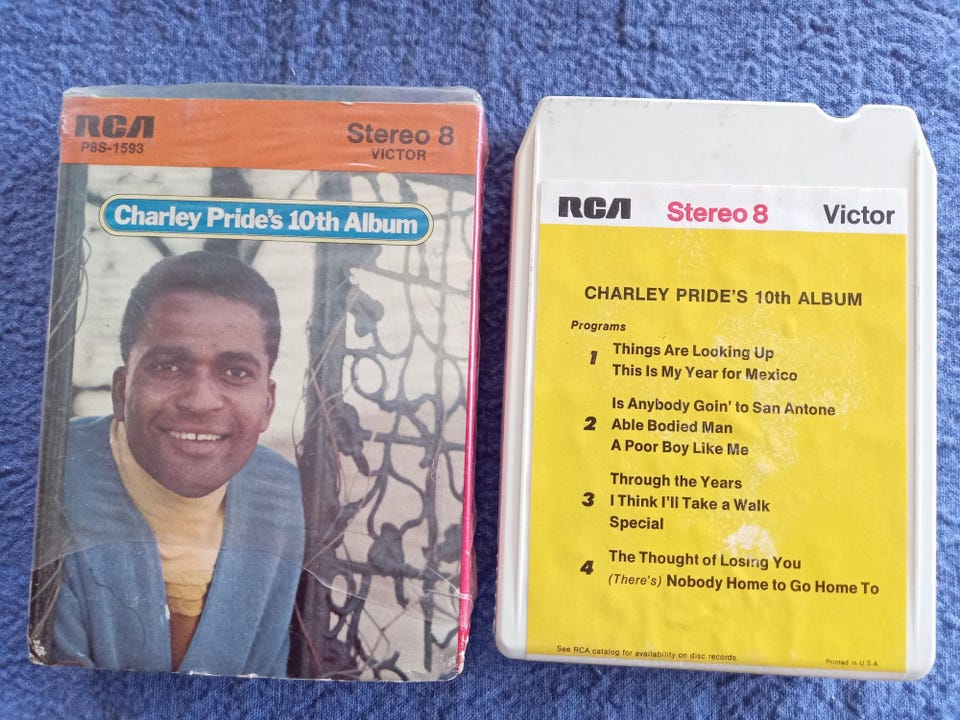 RCA Stereo 8
P8S-1593 VICTOR
Charley Pride's 10th Album
RCA Stereo 8 Victor
CHARLEY PRIDE'S 10th ALBUM
Programs
1 Things Are Looking Up
This Is My Year for Mexico
Is Anybody Goin' to San Antone
2 Able Bodied Man
A Poor Boy Like Me
Through the Years
3 I Think I'll Take a Walk
Special
The Thought of Losing You
4 (There's) Nobody Home to Go Home To
See RCA catalog for availability on disc records.
Printed in U S A